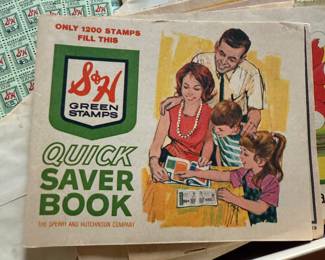 ONLY 1200 STAMPS
FILL THIS
S&H
GREEN
STAMPS
QUICK
SAVER
BOOK
THE SPERRY AND HUTCHINSON COMPANY